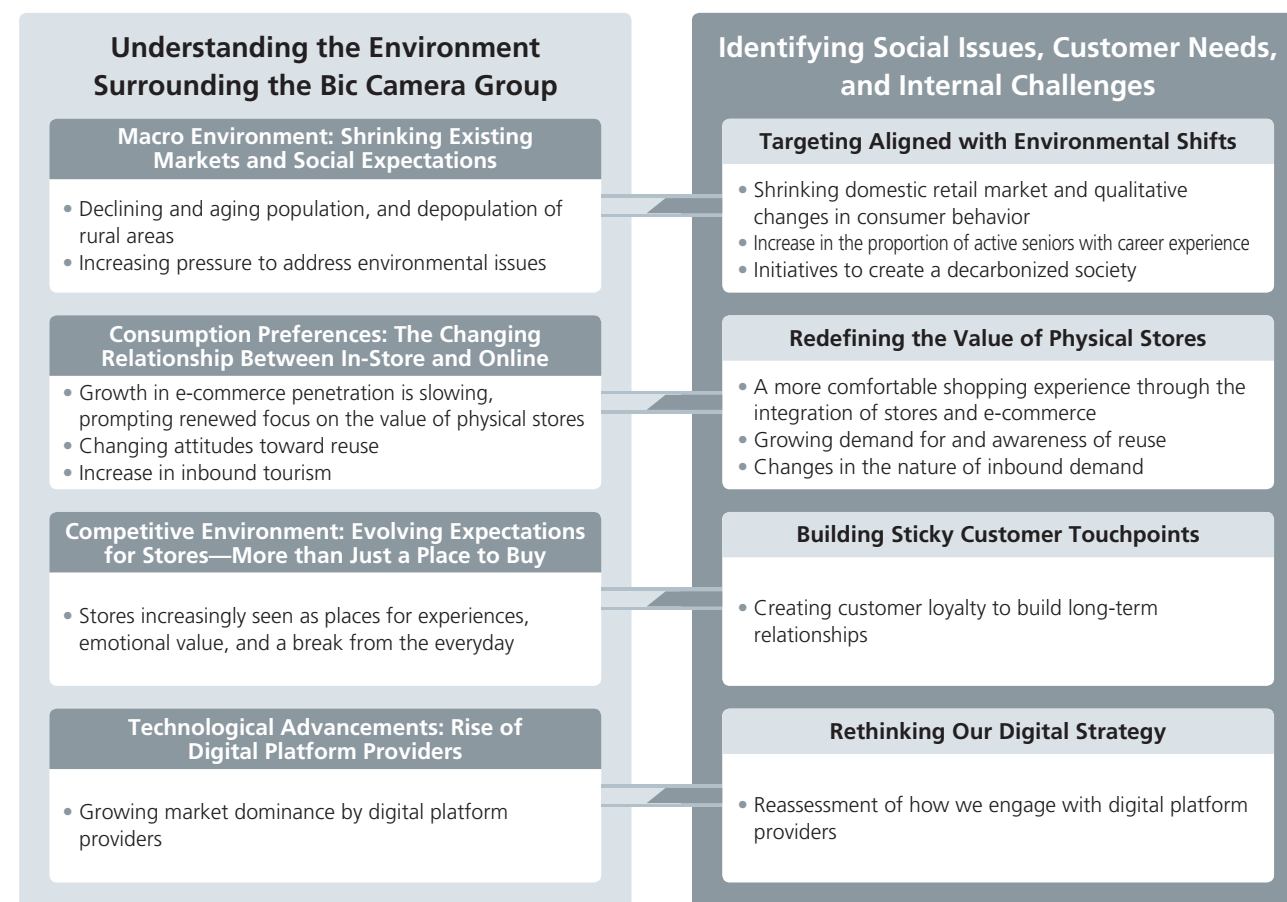 Understanding the Environment
Surrounding the Bic Camera Group
Macro Environment: Shrinking Existing
Markets and Social Expectations
• Declining and aging population, and depopulation of
rural areas
• Increasing pressure to address environmental issues
Consumption Preferences: The Changing
Relationship Between In-Store and Online
• Growth in e-commerce penetration is slowing,
prompting renewed focus on the value of physical stores
• Changing attitudes toward reuse
• Increase in inbound tourism
Competitive Environment: Evolving Expectations
for Stores—More than Just a Place to Buy
• Stores increasingly seen as places for experiences,
emotional value, and a break from the everyday
Technological Advancements: Rise of
Digital Platform Providers
• Growing market dominance by digital platform
providers
Identifying Social Issues, Customer Needs,
and Internal Challenges
Targeting Aligned with Environmental Shifts
• Shrinking domestic retail market and qualitative
changes in consumer behavior
• Increase in the proportion of active seniors with career experience
• Initiatives to create a decarbonized society
Redefining the Value of Physical Stores
• A more comfortable shopping experience through the
integration of stores and e-commerce
• Growing demand for and awareness of reuse
• Changes in the nature of inbound demand
Building Sticky Customer Touchpoints
• Creating customer loyalty to build long-term
relationships
Rethinking Our Digital Strategy
• Reassessment of how we engage with digital platform
providers